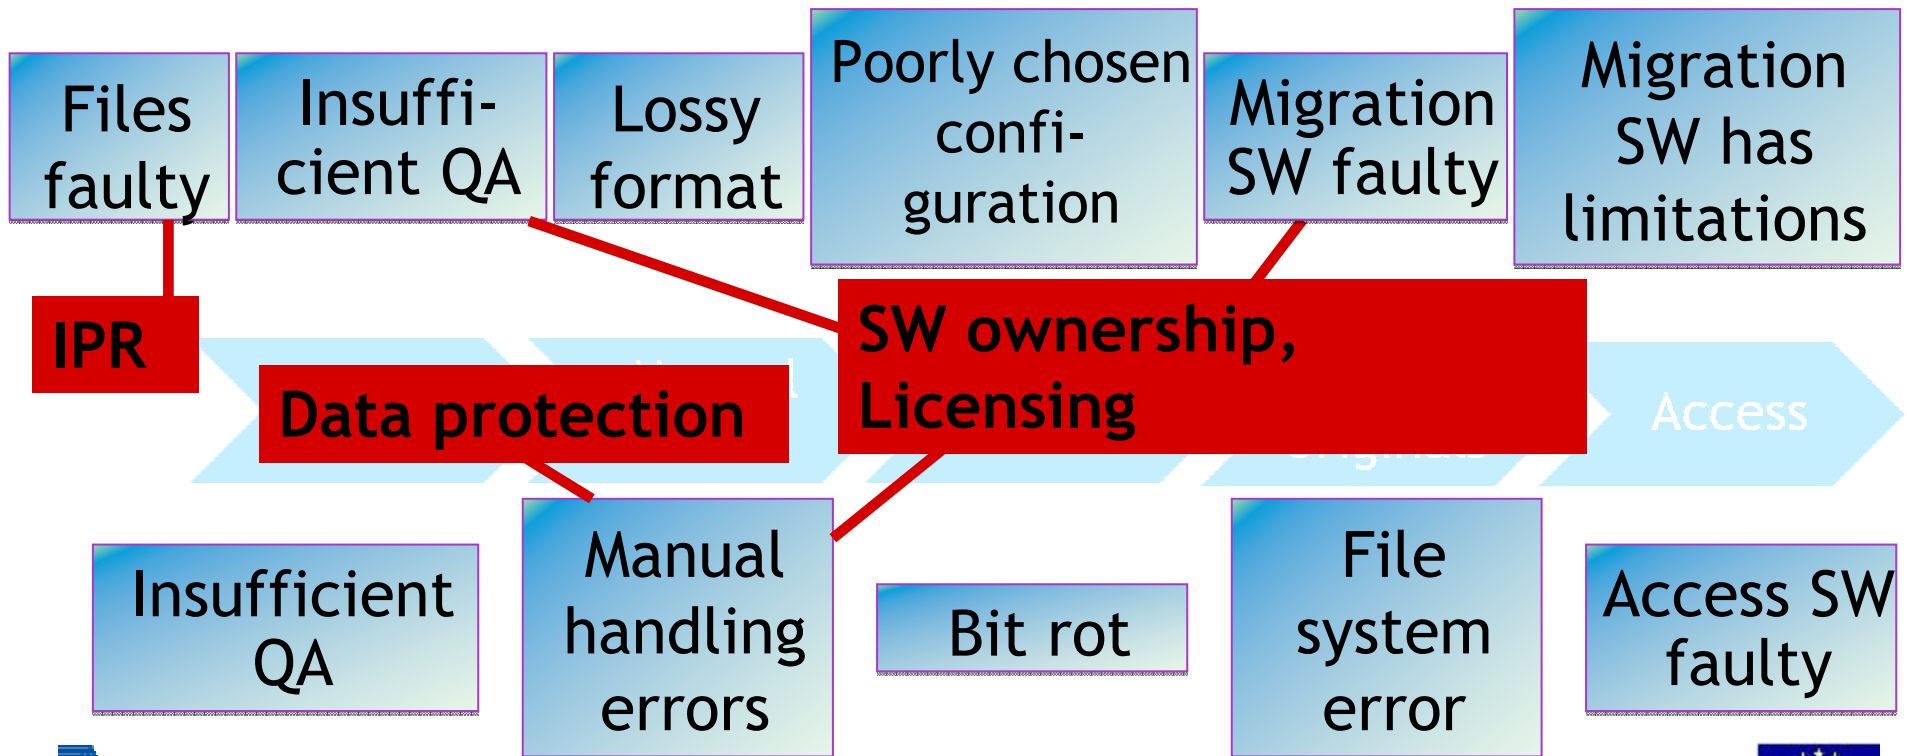 Files
faulty
Insuffi-
cient QA
Lossy
format
Poorly chosen
confi-
guration
Migration
SW faulty
Migration
SW has
limitations
IPR
SW ownership,
Licensing
Data protection
Access
Insufficient
QA
Manual
handling
errors
Bit rot
File
system
error
Access SW
faulty